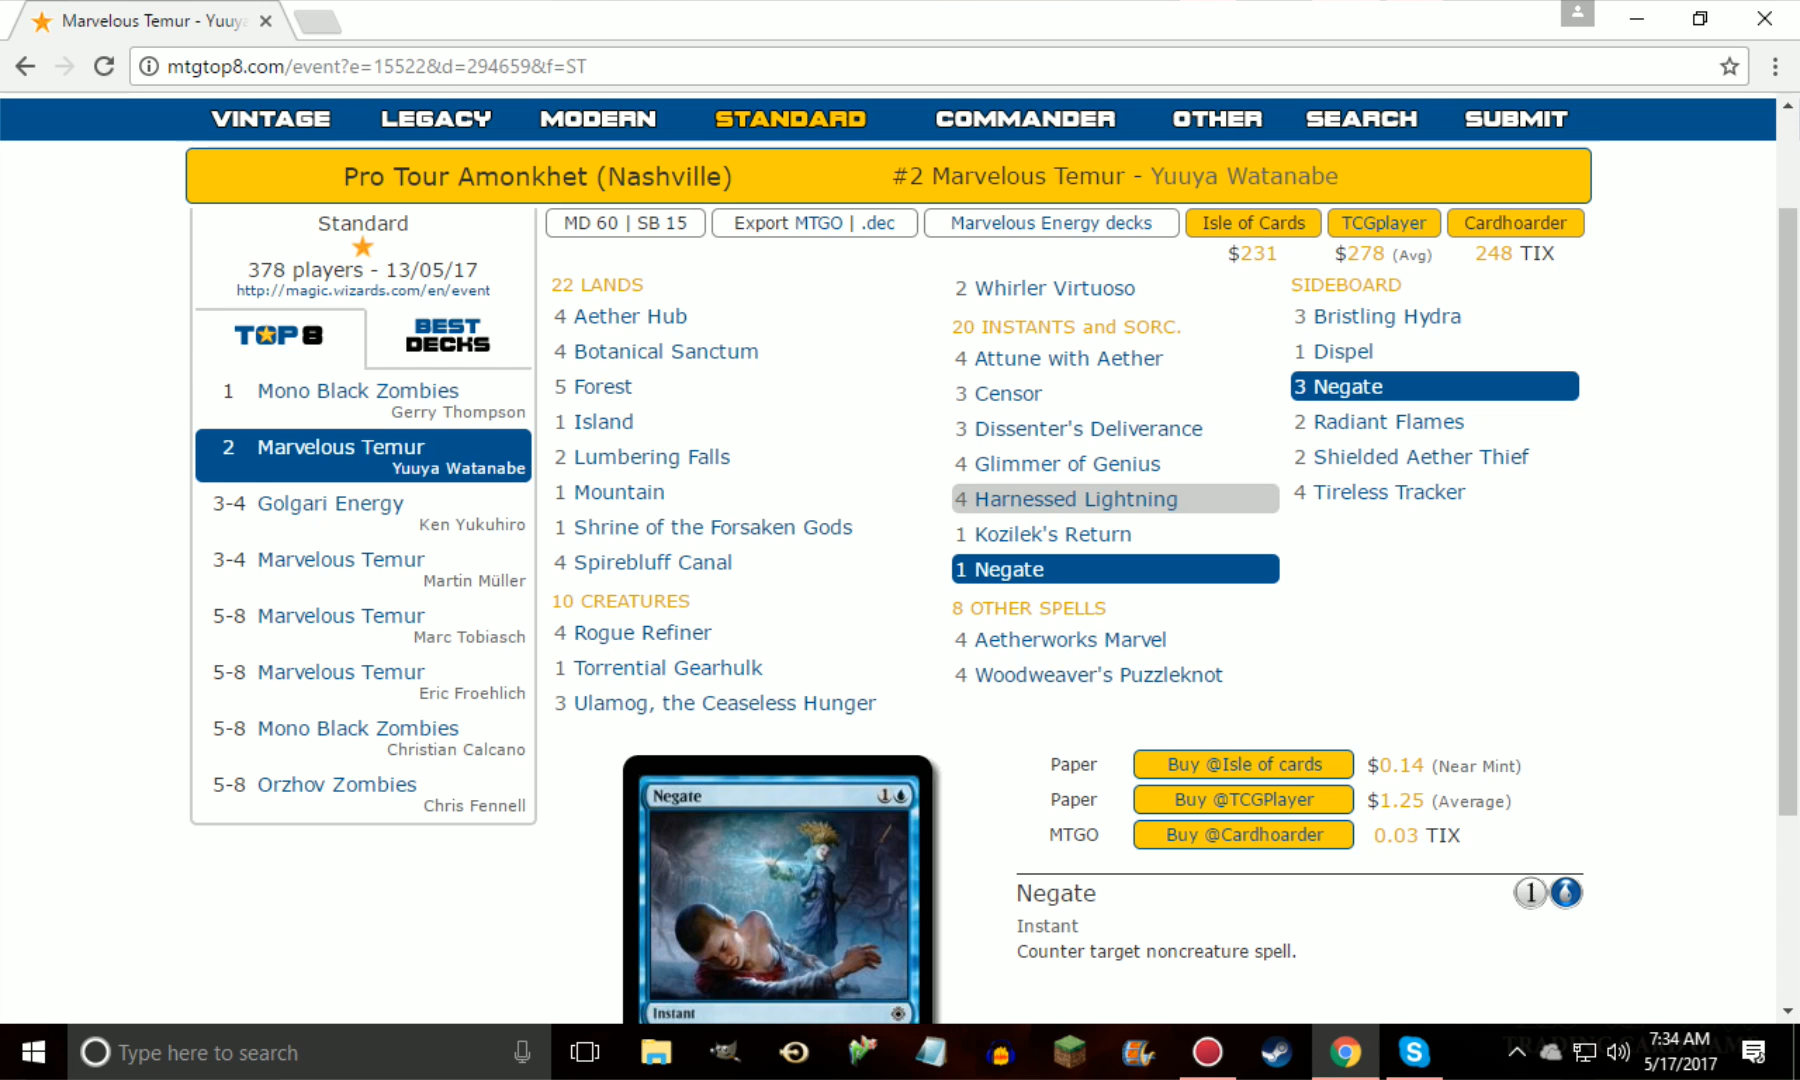 Marvelous Temur - Yuuya
mtgtop8.com/event?e=15522&d=294659&f=ST
VINTAGE LEGACY MODERN STANDARD COMMANDER OTHER SEARCH SUBMIT
Pro Tour Amonkhet (Nashville) #2 Marvelous Temur - Yuuya Watanabe
Standard
378 players - 13/05/17
http://magic.wizards.com/en/event
TOP 8
BEST DECKS
1 Mono Black Zombies
Gerry Thompson
2 Marvelous Temur
Yuuya Watanabe
3-4 Golgari Energy
Ken Yukuhiro
3-4 Marvelous Temur
Martin Müller
5-8 Marvelous Temur
Marc Tobiasch
5-8 Marvelous Temur
Eric Froehlich
5-8 Mono Black Zombies
Christian Calcano
5-8 Orzhov Zombies
Chris Fennell
MD 60 | SB 15 Export MTGO | .dec Marvelous Energy decks Isle of Cards TCGplayer Cardhoarder
$231 $278 (Avg) 248 TIX
22 LANDS
4 Aether Hub
4 Botanical Sanctum
5 Forest
1 Island
2 Lumbering Falls
1 Mountain
1 Shrine of the Forsaken Gods
4 Spirebluff Canal
10 CREATURES
4 Rogue Refiner
1 Torrential Gearhulk
3 Ulamog, the Ceaseless Hunger
2 Whirler Virtuoso
20 INSTANTS and SORC.
4 Attune with Aether
3 Censor
3 Dissenter's Deliverance
4 Glimmer of Genius
4 Harnessed Lightning
1 Kozilek's Return
1 Negate
8 OTHER SPELLS
4 Aetherworks Marvel
4 Woodweaver's Puzzleknot
SIDEBOARD
3 Bristling Hydra
1 Dispel
3 Negate
2 Radiant Flames
2 Shielded Aether Thief
4 Tireless Tracker
Negate 1
Instant
Paper Buy @Isle of cards $0.14 (Near Mint)
Paper Buy @TCGPlayer $1.25 (Average)
MTGO Buy @Cardhoarder 0.03 TIX
Negate 1
Instant
Counter target noncreature spell.
Type here to search
7:34 AM
5/17/2017